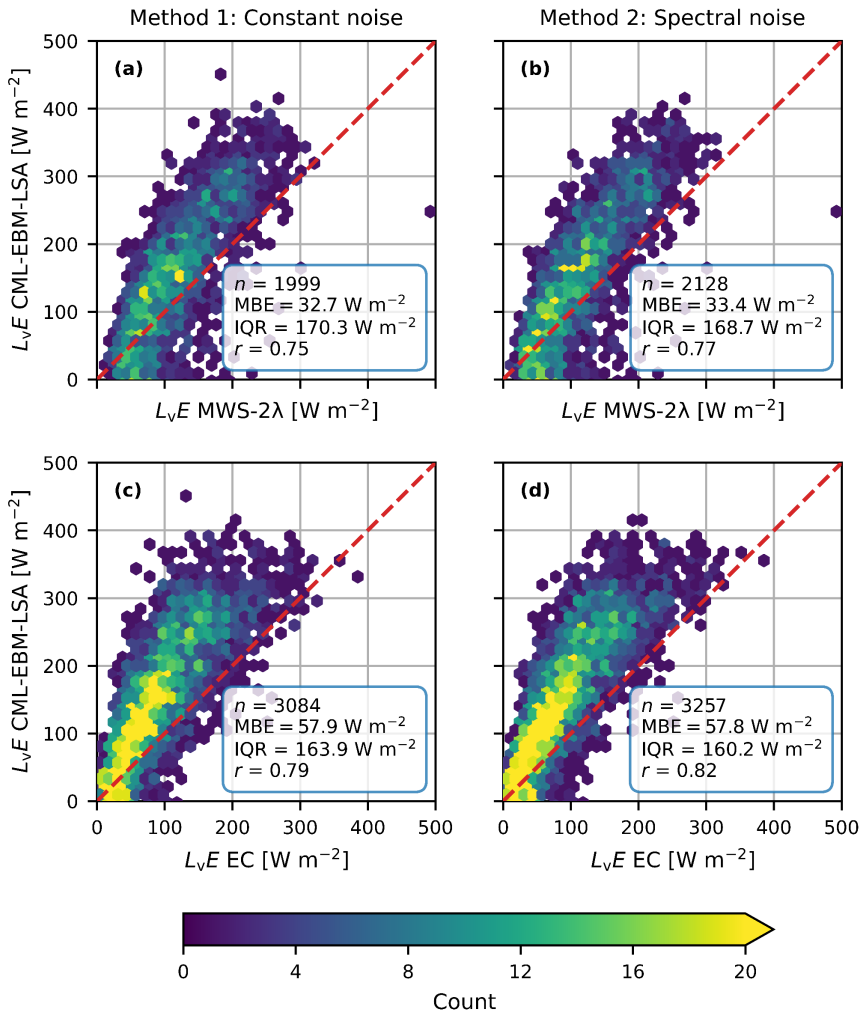 Method 1: Constant noise
Method 2: Spectral noise
500
400
300
200
100
0
LvE CML-EBM-LSA [W m−2]
(a)
n = 1999
MBE = 32.7 W m−2
IQR = 170.3 W m−2
r = 0.75
LvE MWS-2λ [W m−2]
(b)
n = 2128
MBE = 33.4 W m−2
IQR = 168.7 W m−2
r = 0.77
LvE MWS-2λ [W m−2]
500
400
300
200
100
0
LvE CML-EBM-LSA [W m−2]
(c)
n = 3084
MBE = 57.9 W m−2
IQR = 163.9 W m−2
r = 0.79
0 100 200 300 400 500
LvE EC [W m−2]
(d)
n = 3257
MBE = 57.8 W m−2
IQR = 160.2 W m−2
r = 0.82
0 100 200 300 400 500
LvE EC [W m−2]
0 4 8 12 16 20
Count